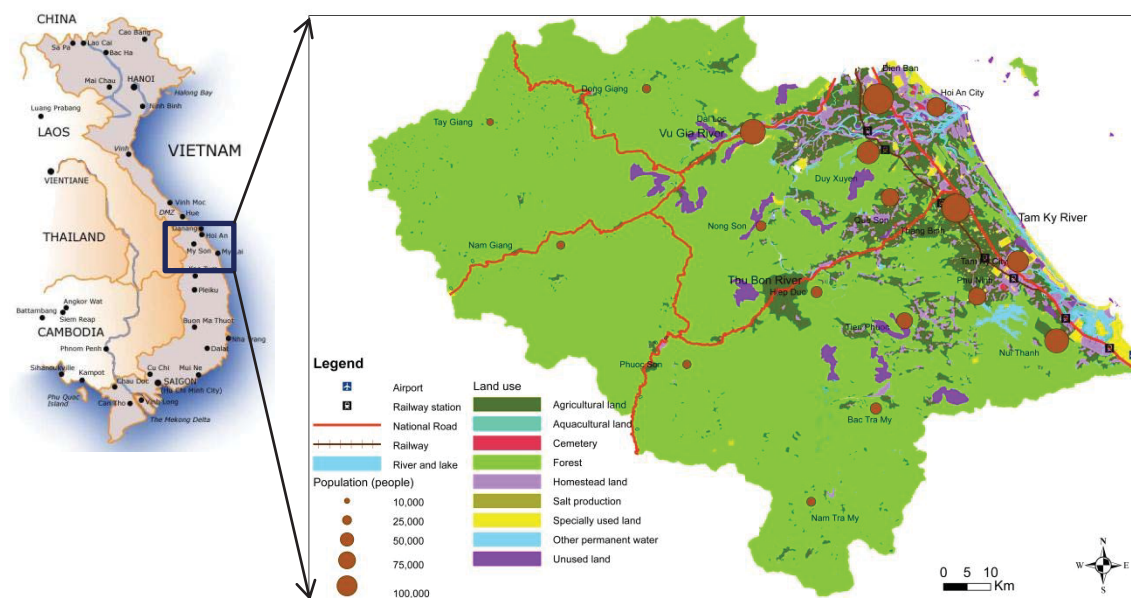 CHINA
Cao Bang
Sa Pa
Lao Cai
Bac Ha
Mai Chau
HANOI
Halong Bay
Luang Prabang
Ninh Binh
LAOS
VIETNAM
Vinh
VIENTIANE
Vinh Moc
DMZ
Hue
Danang
Hoi An
THAILAND
My Son
My Lai
Pleiku
Angkor Wat
Battambang
Siem Reap
Buon Ma Thuot
CAMBODIA
Nha Trang
Phnom Penh
Dalat
Sihanoukville
Kampot
Cu Chi
Mui Ne
Chau Doc
SAIGON
(Ho Chi Minh City)
Phu Quac
Island
Can Tho
Vinh Long
The Mekong Delta
Dien Ban
Dong Giang
Hoi An City
Tay Giang
Dai Loc
Vu Gia River
Duy Xuyen
Que Son
Tam Ky River
Nong Son
Thang Binh
Nam Giang
Tam Ky City
Thu Bon River
Phu Ninh
Hiep Duc
Tien Phuoc
Nui Thanh
Phuoc Son
Bac Tra My
Nam Tra My
Legend
Airport
Railway station
National Road
Railway
River and lake
Population (people)
10,000
25,000
50,000
75,000
100,000
Land use
Agricultural land
Aquacultural land
Cemetery
Forest
Homestead land
Salt production
Specially used land
Other permanent water
Unused land
N
W
E
S
0 5 10
Km